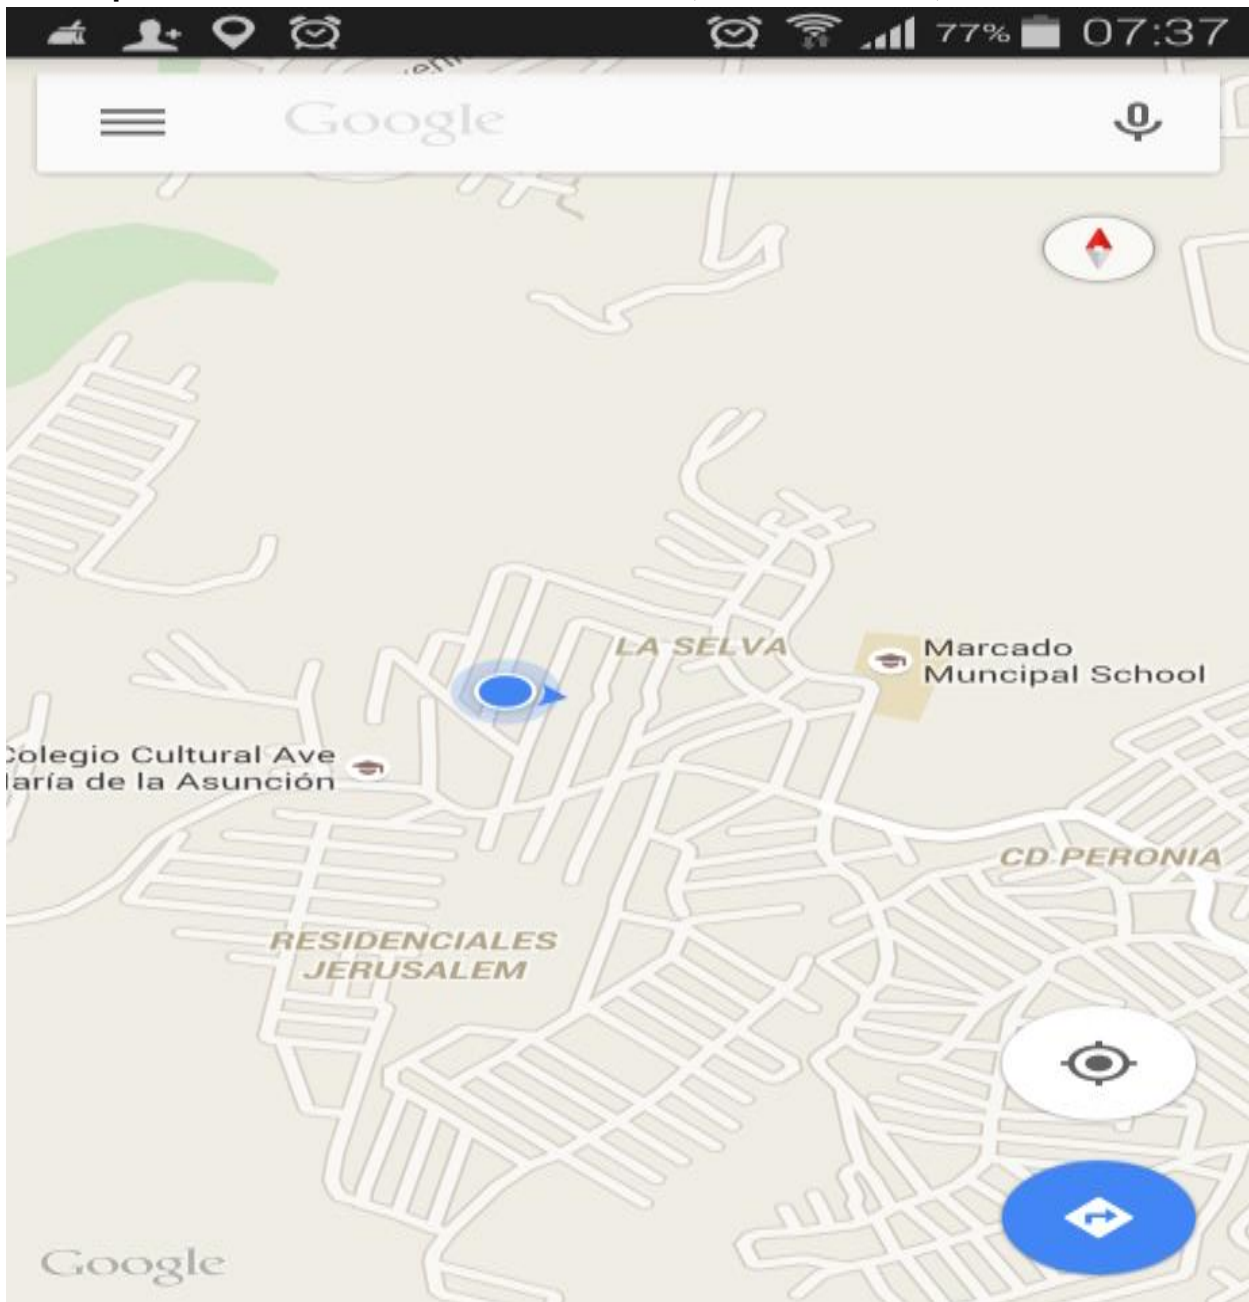 77% 07:37
Google
LA SELVA
Marcado
Muncipal School
Colegio Cultural Ave
María de la Asunción
CD PERONIA
RESIDENCIALES
JERUSALEM
Google